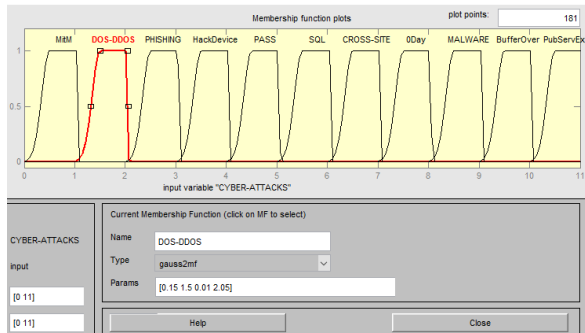 Membership function plots
plot points:
181
MitM DOS-DDOS PHISHING HackDevice PASS SQL CROSS-SITE 0Day MALWARE BufferOver PubServEx
1
0.5
0
0 1 2 3 4 5 6 7 8 9 10 11
input variable "CYBER-ATTACKS"
CYBER-ATTACKS
input
[0 11]
[0 11]
Current Membership Function (click on MF to select)
Name
DOS-DDOS
Type
gauss2mf
Params
[0.15 1.5 0.01 2.05]
Help
Close